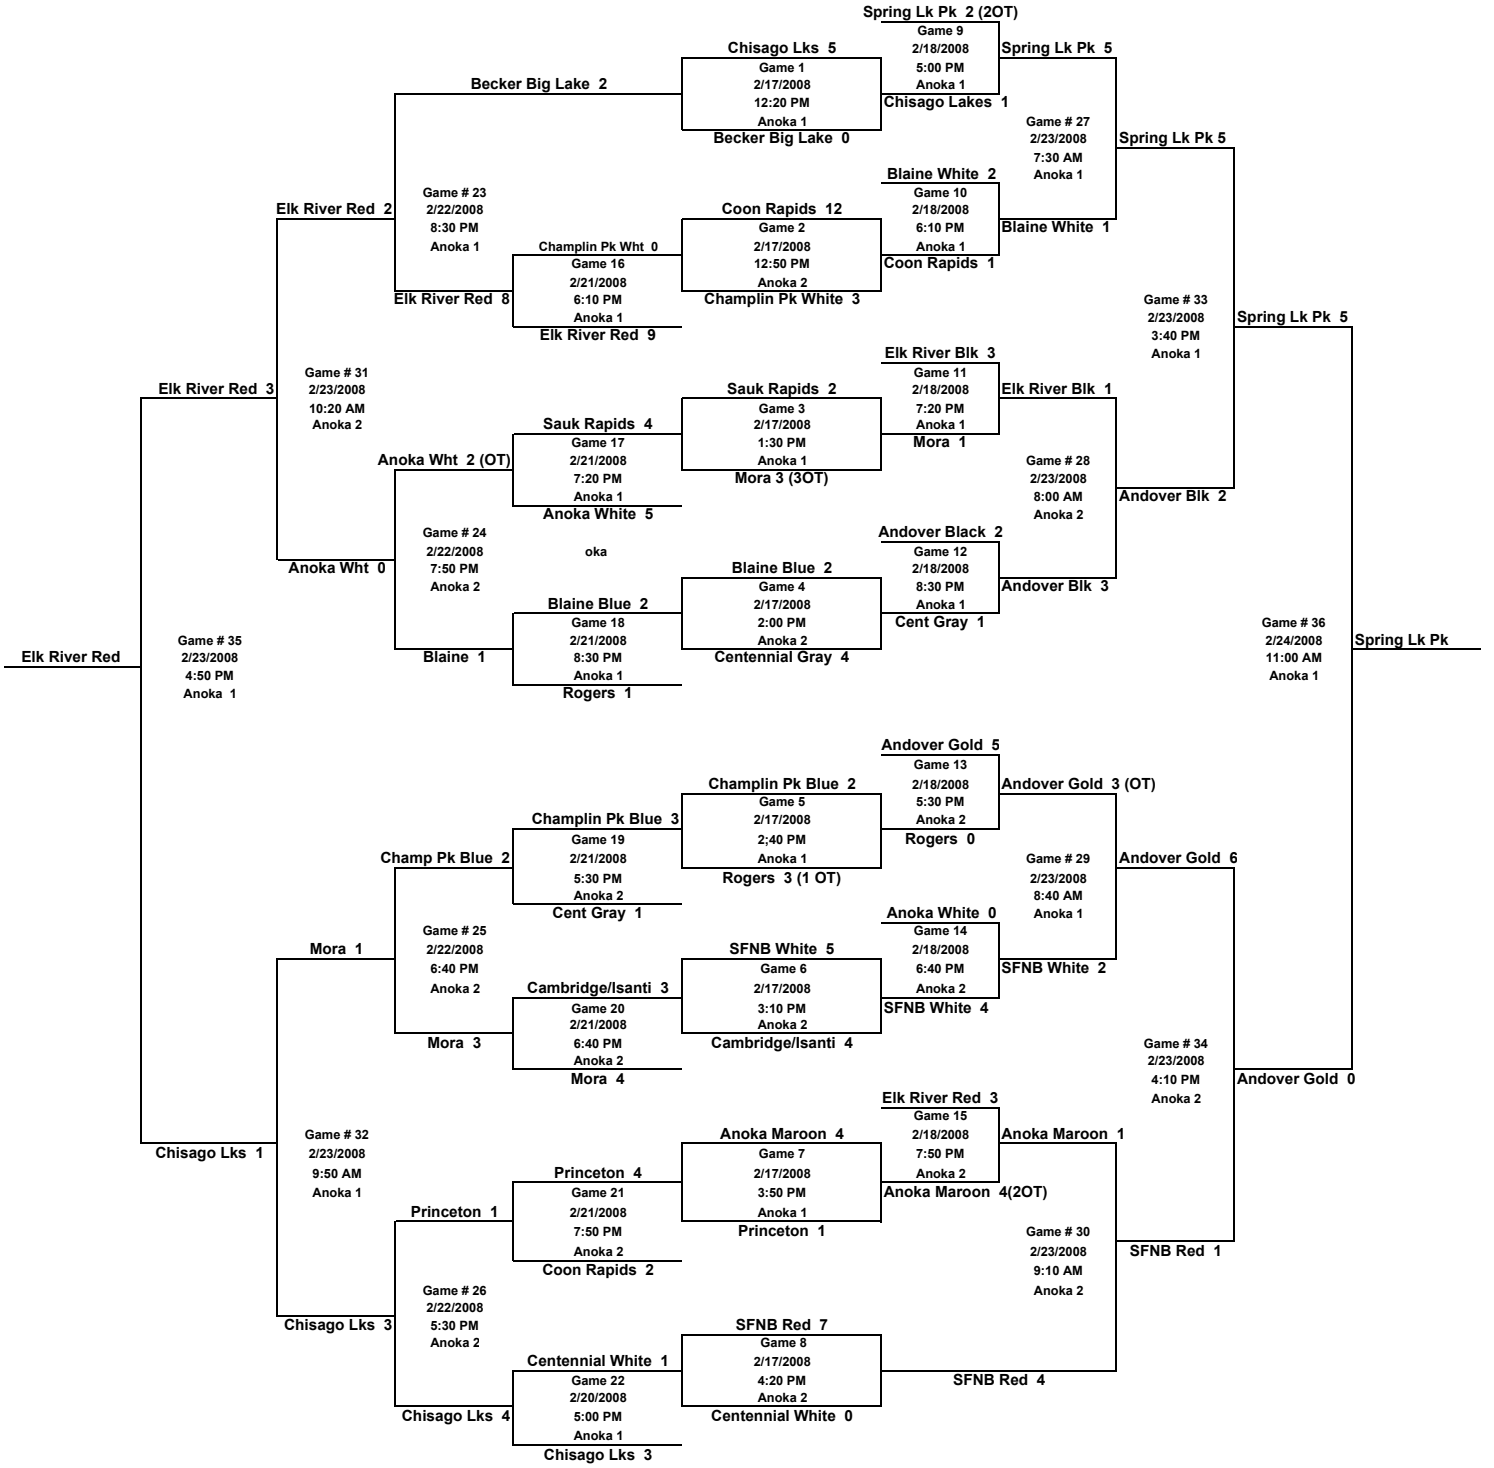 Spring Lk Pk 2 (2OT)
Game 9
2/18/2008
5:00 PM
Anoka 1
Chisago Lakes 1
Chisago Lks 5
Game 1
2/17/2008
12:20 PM
Anoka 1
Becker Big Lake 0
Spring Lk Pk 5
Becker Big Lake 2
Game # 27
2/23/2008
7:30 AM
Anoka 1
Spring Lk Pk 5
Blaine White 2
Game 10
2/18/2008
6:10 PM
Anoka 1
Coon Rapids 1
Blaine White 1
Game # 23
2/22/2008
8:30 PM
Anoka 1
Elk River Red 2
Coon Rapids 12
Game 2
2/17/2008
12:50 PM
Anoka 2
Champlin Pk White 3
Champlin Pk Wht 0
Game 16
2/21/2008
6:10 PM
Anoka 1
Elk River Red 9
Elk River Red 8
Game # 33
2/23/2008
3:40 PM
Anoka 1
Spring Lk Pk 5
Elk River Blk 3
Game 11
2/18/2008
7:20 PM
Anoka 1
Mora 1
Elk River Blk 1
Game # 31
2/23/2008
10:20 AM
Anoka 2
Elk River Red 3
Sauk Rapids 2
Game 3
2/17/2008
1:30 PM
Anoka 1
Mora 3 (3OT)
Sauk Rapids 4
Game 17
2/21/2008
7:20 PM
Anoka 1
Anoka White 5
Anoka Wht 2 (OT)
Game # 28
2/23/2008
8:00 AM
Anoka 2
Andover Blk 2
Game # 24
2/22/2008
7:50 PM
Anoka 2
oka
Anoka Wht 0
Andover Black 2
Game 12
2/18/2008
8:30 PM
Anoka 1
Cent Gray 1
Andover Blk 3
Blaine Blue 2
Game 4
2/17/2008
2:00 PM
Anoka 2
Centennial Gray 4
Blaine Blue 2
Game 18
2/21/2008
8:30 PM
Anoka 1
Rogers 1
Blaine 1
Game # 35
2/23/2008
4:50 PM
Anoka 1
Elk River Red
Game # 36
2/24/2008
11:00 AM
Anoka 1
Spring Lk Pk
Andover Gold 5
Game 13
2/18/2008
5:30 PM
Anoka 2
Rogers 0
Andover Gold 3 (OT)
Champlin Pk Blue 2
Game 5
2/17/2008
2;40 PM
Anoka 1
Rogers 3 (1 OT)
Champlin Pk Blue 3
Game 19
2/21/2008
5:30 PM
Anoka 2
Cent Gray 1
Champ Pk Blue 2
Game # 29
2/23/2008
8:40 AM
Anoka 1
Andover Gold 6
Anoka White 0
Game 14
2/18/2008
6:40 PM
Anoka 2
SFNB White 4
SFNB White 2
Game # 25
2/22/2008
6:40 PM
Anoka 2
Mora 1
SFNB White 5
Game 6
2/17/2008
3:10 PM
Anoka 2
Cambridge/Isanti 4
Cambridge/Isanti 3
Game 20
2/21/2008
6:40 PM
Anoka 2
Mora 4
Mora 3
Game # 34
2/23/2008
4:10 PM
Anoka 2
Andover Gold 0
Elk River Red 3
Game 15
2/18/2008
7:50 PM
Anoka 2
Anoka Maroon 4(2OT)
Anoka Maroon 1
Game # 32
2/23/2008
9:50 AM
Anoka 1
Chisago Lks 1
Anoka Maroon 4
Game 7
2/17/2008
3:50 PM
Anoka 1
Princeton 1
Princeton 4
Game 21
2/21/2008
7:50 PM
Anoka 2
Coon Rapids 2
Princeton 1
Game # 30
2/23/2008
9:10 AM
Anoka 2
SFNB Red 1
Game # 26
2/22/2008
5:30 PM
Anoka 2
Chisago Lks 3
SFNB Red 7
Game 8
2/17/2008
4:20 PM
Anoka 2
Centennial White 0
SFNB Red 4
Centennial White 1
Game 22
2/20/2008
5:00 PM
Anoka 1
Chisago Lks 3
Chisago Lks 4